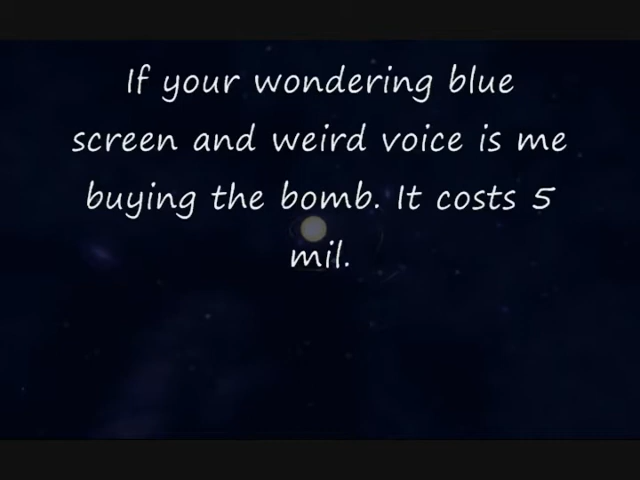 If your wondering blue
screen and weird voice is me
buying the bomb. It costs 5
mil.